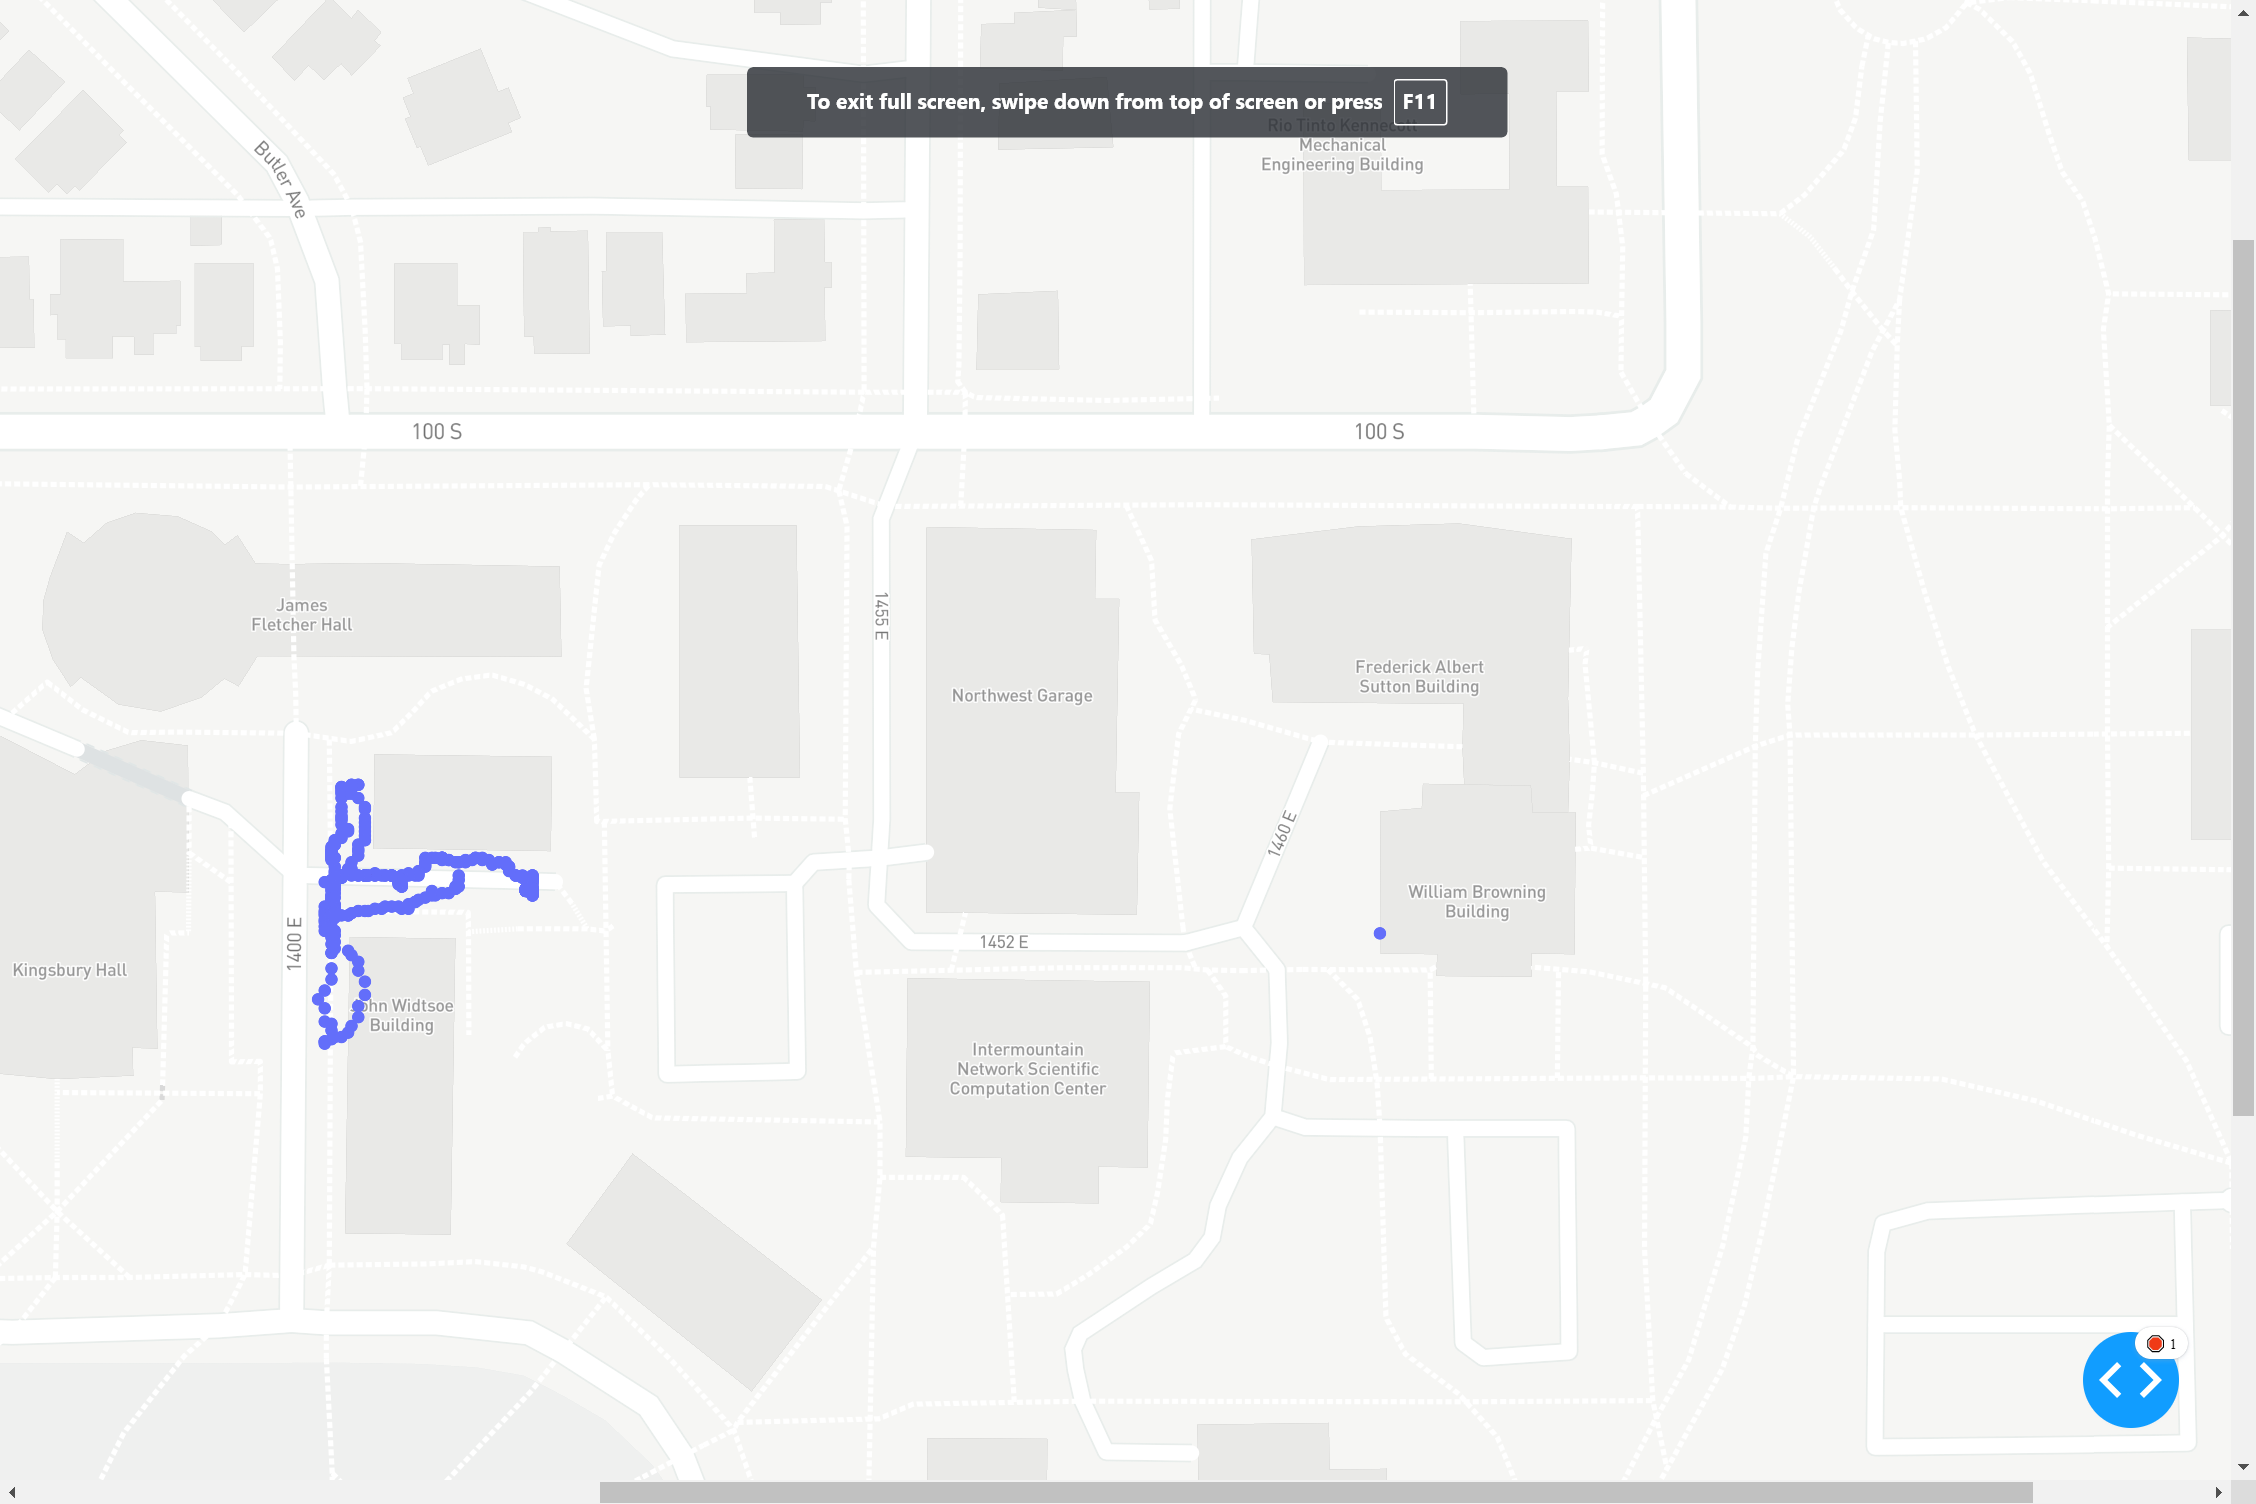 To exit full screen, swipe down from top of screen or press F11
Rio Tinto Kennecott
Mechanical
Engineering Building
Butler Ave
100 S
100 S
James
Fletcher Hall
1455 E
Northwest Garage
Frederick Albert
Sutton Building
1460 E
William Browning
Building
1400 E
1452 E
Kingsbury Hall
John Widtsoe
Building
Intermountain
Network Scientific
Computation Center
1